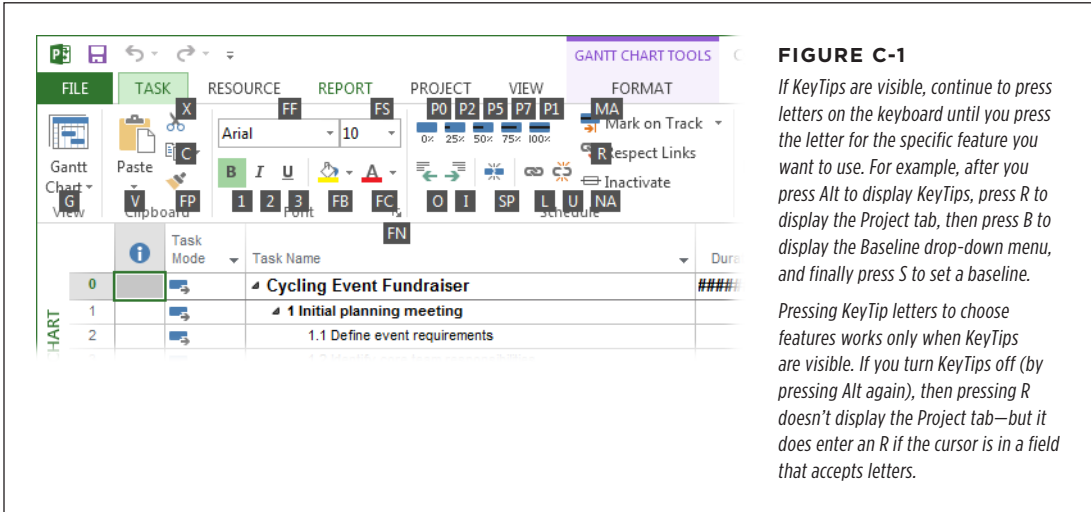 GANTT CHART TOOLS
FILE TASK RESOURCE REPORT PROJECT VIEW FORMAT
X FF FS P0 P2 P5 P7 P1 MA
Arial 10 0% 25% 50% 75% 100% Mark on Track
C R Respect Links
Gantt Chart Paste B I U A Inactivate
G V FP 1 2 3 FB FC O I SP L U NA
View Clipboard Font Schedule
FN
Task Mode Task Name Dura
0 Cycling Event Fundraiser #####
1 1 Initial planning meeting
2 1.1 Define event requirements
CHART
FIGURE C-1
If KeyTips are visible, continue to press
letters on the keyboard until you press
the letter for the specific feature you
want to use. For example, after you
press Alt to display KeyTips, press R to
display the Project tab, then press B to
display the Baseline drop-down menu,
and finally press S to set a baseline.
Pressing KeyTip letters to choose
features works only when KeyTips
are visible. If you turn KeyTips off (by
pressing Alt again), then pressing R
doesn't display the Project tab—but it
does enter an R if the cursor is in a field
that accepts letters.